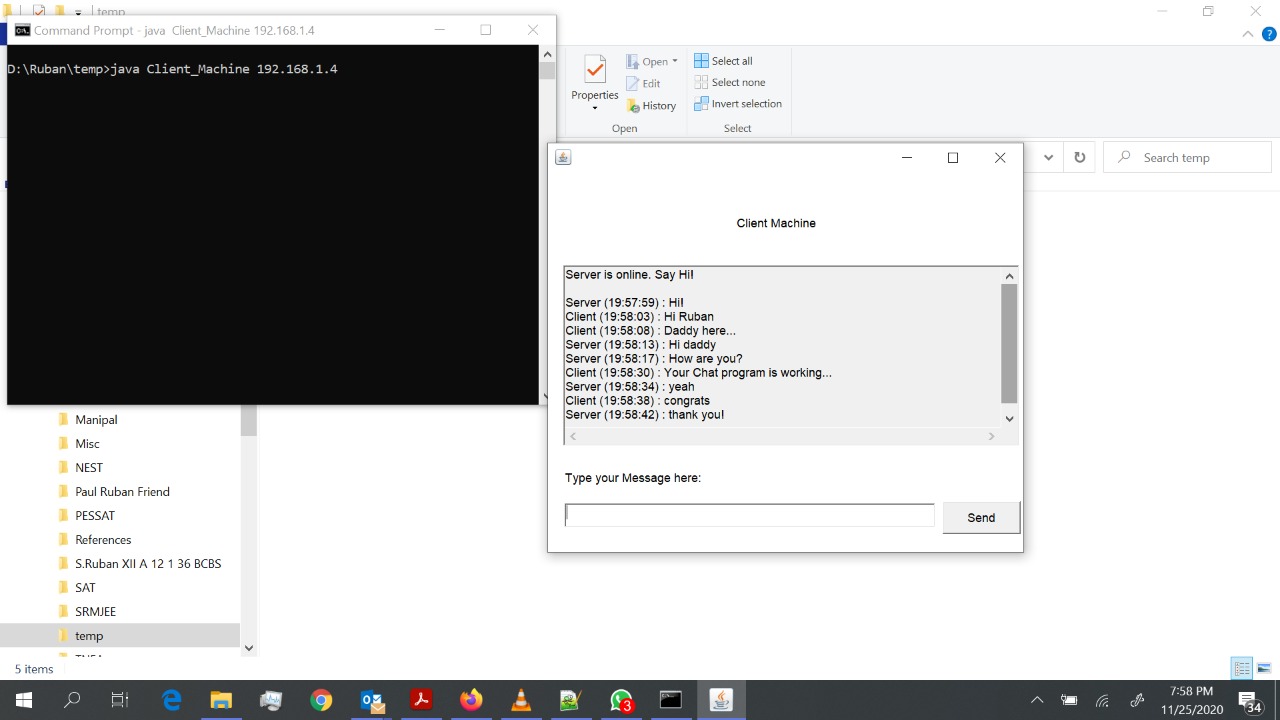 temp
Command Prompt - java  Client_Machine 192.168.1.4
D:\Ruban\temp>java Client_Machine 192.168.1.4
Properties
Open
Edit
History
Open
Select all
Select none
Invert selection
Select
Search temp
Client Machine
Server is online. Say Hi!
Server (19:57:59) : Hi!
Client (19:58:03) : Hi Ruban
Client (19:58:08) : Daddy here...
Server (19:58:13) : Hi daddy
Server (19:58:17) : How are you?
Client (19:58:30) : Your Chat program is working...
Server (19:58:34) : yeah
Client (19:58:38) : congrats
Server (19:58:42) : thank you!
Type your Message here:
Send
Manipal
Misc
NEST
Paul Ruban Friend
PESSAT
References
S.Ruban XII A 12 1 36 BCBS
SAT
SRMJEE
temp
5 items
3
7:58 PM
11/25/2020
34